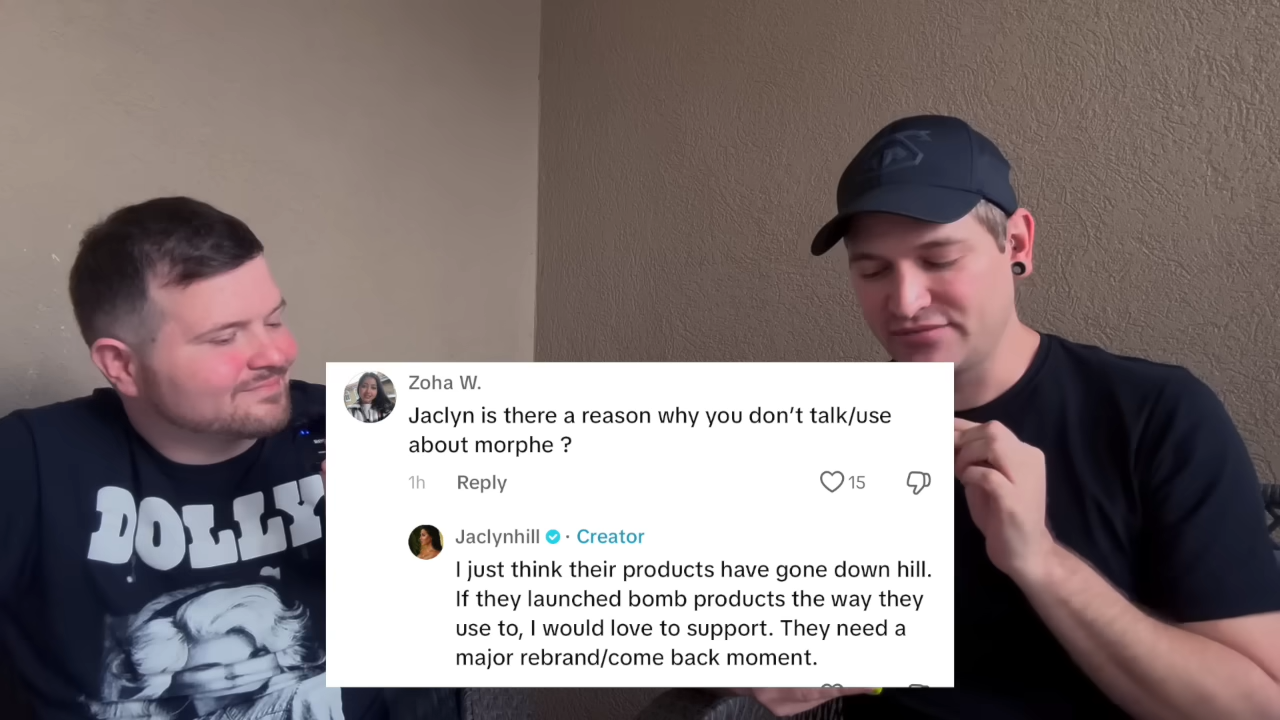 DOLLY
Zoha W.
Jaclyn is there a reason why you don’t talk/use
about morphe ?
1h Reply 15
Jaclynhill · Creator
I just think their products have gone down hill.
If they launched bomb products the way they
use to, I would love to support. They need a
major rebrand/come back moment.